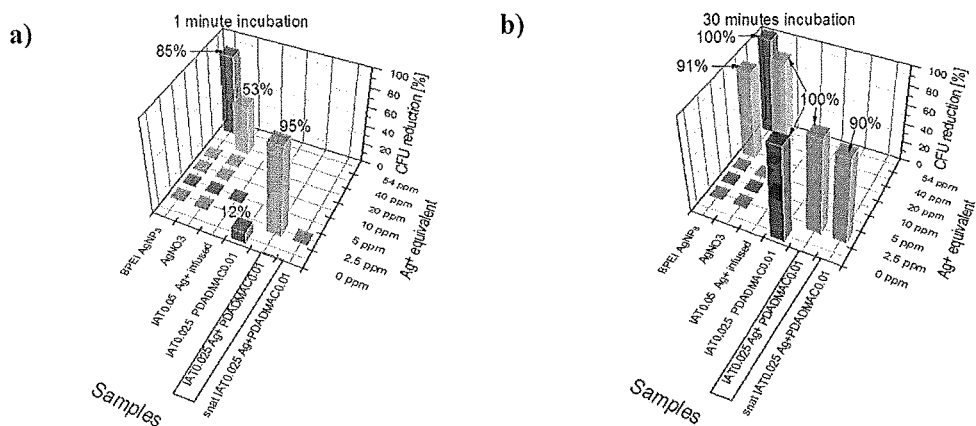 a)
1 minute incubation
85%
53%
95%
12%
100
80
60
40
20
0
CFU reduction [%]
54 ppm
40 ppm
20 ppm
10 ppm
5 ppm
2.5 ppm
0 ppm
Ag+ equivalent
BPEI AgNPs
AgNO3
IAT0.05 Ag+ infused
IAT0.025 PDADMAC0.01
IAT0.025 Ag+ PDADMAC0.01
snat IAT0.025 Ag+PDADMAC0.01
Samples
b)
30 minutes incubation
100%
91%
100%
90%
100
80
60
40
20
0
CFU reduction [%]
54 ppm
40 ppm
20 ppm
10 ppm
5 ppm
2.5 ppm
0 ppm
Ag+ equivalent
BPEI AgNPs
AgNO3
IAT0.05 Ag+ infused
IAT0.025 PDADMAC0.01
IAT0.025 Ag+ PDADMAC0.01
snat IAT0.025 Ag+PDADMAC0.01
Samples